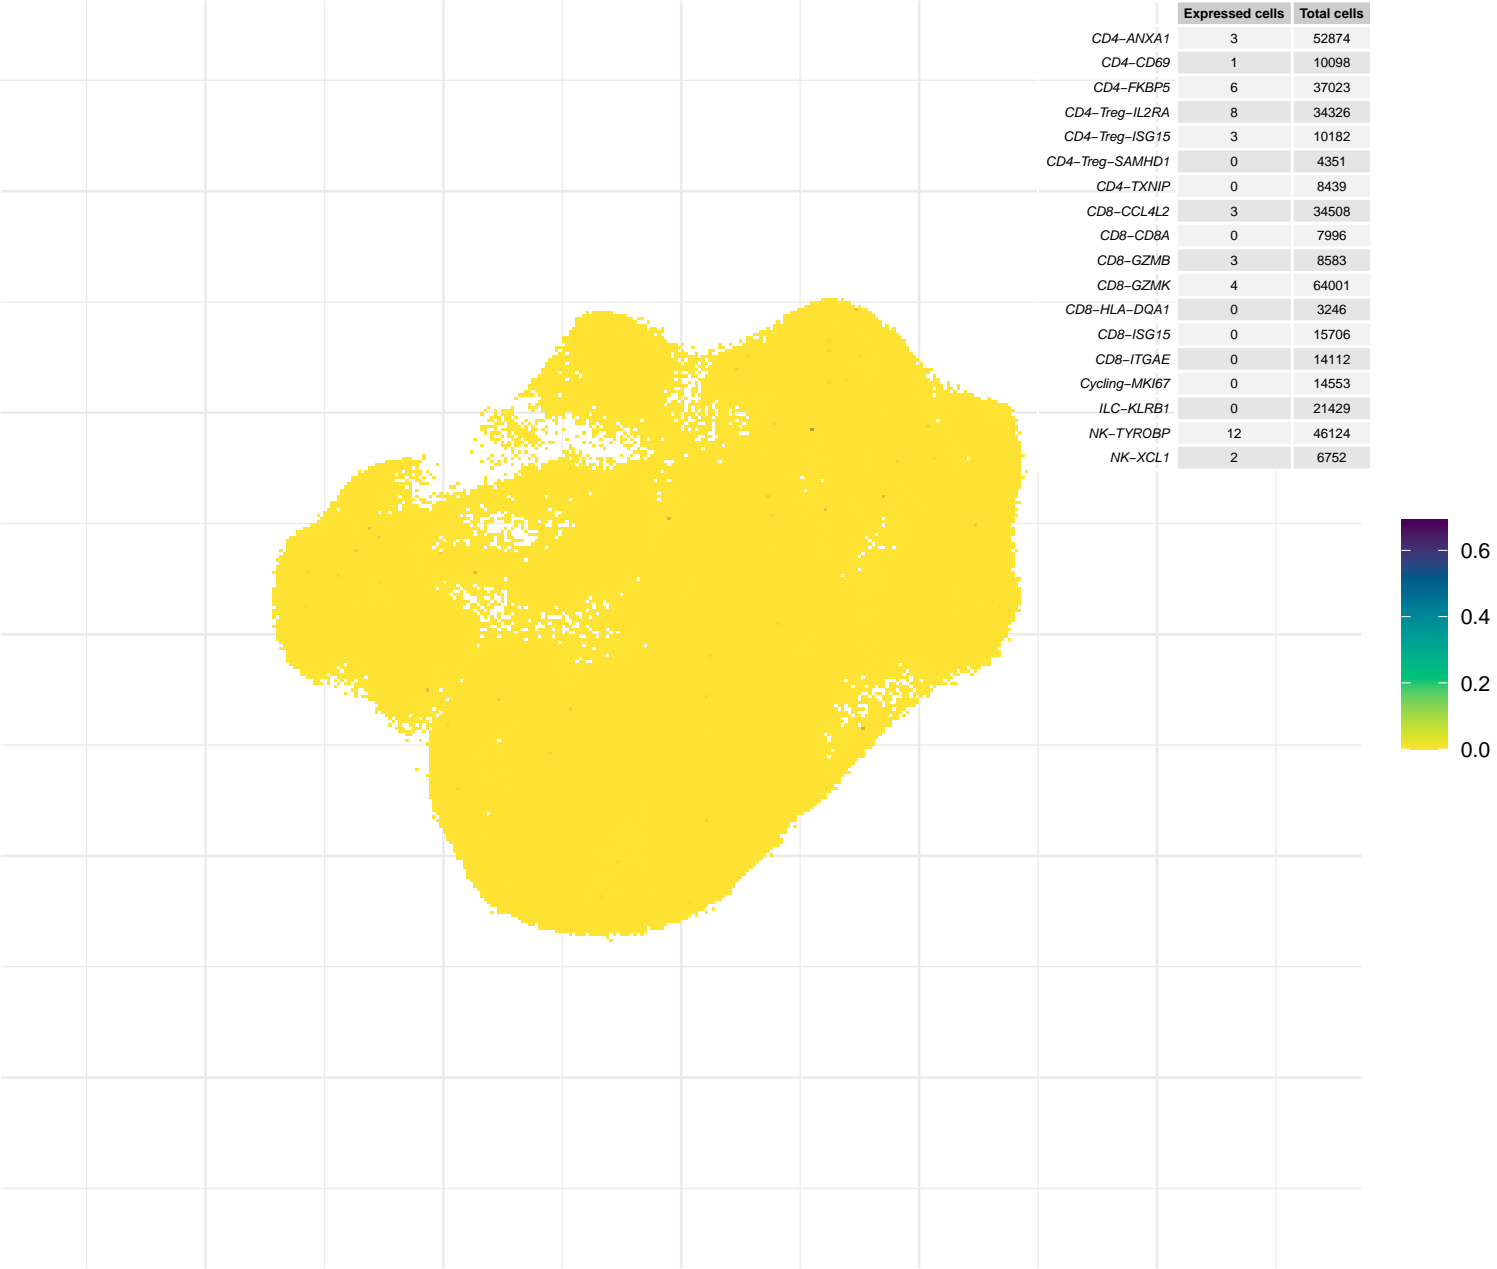 Expressed cells Total cells
CD4−ANXA1 3 52874
CD4−CD69 1 10098
CD4−FKBP5 6 37023
CD4−Treg−IL2RA 8 34326
CD4−Treg−ISG15 3 10182
CD4−Treg−SAMHD1 0 4351
CD4−TXNIP 0 8439
CD8−CCL4L2 3 34508
CD8−CD8A 0 7996
CD8−GZMB 3 8583
CD8−GZMK 4 64001
CD8−HLA−DQA1 0 3246
CD8−ISG15 0 15706
CD8−ITGAE 0 14112
Cycling−MKI67 0 14553
ILC−KLRB1 0 21429
NK−TYROBP 12 46124
NK−XCL1 2 6752
0.6
0.4
0.2
0.0